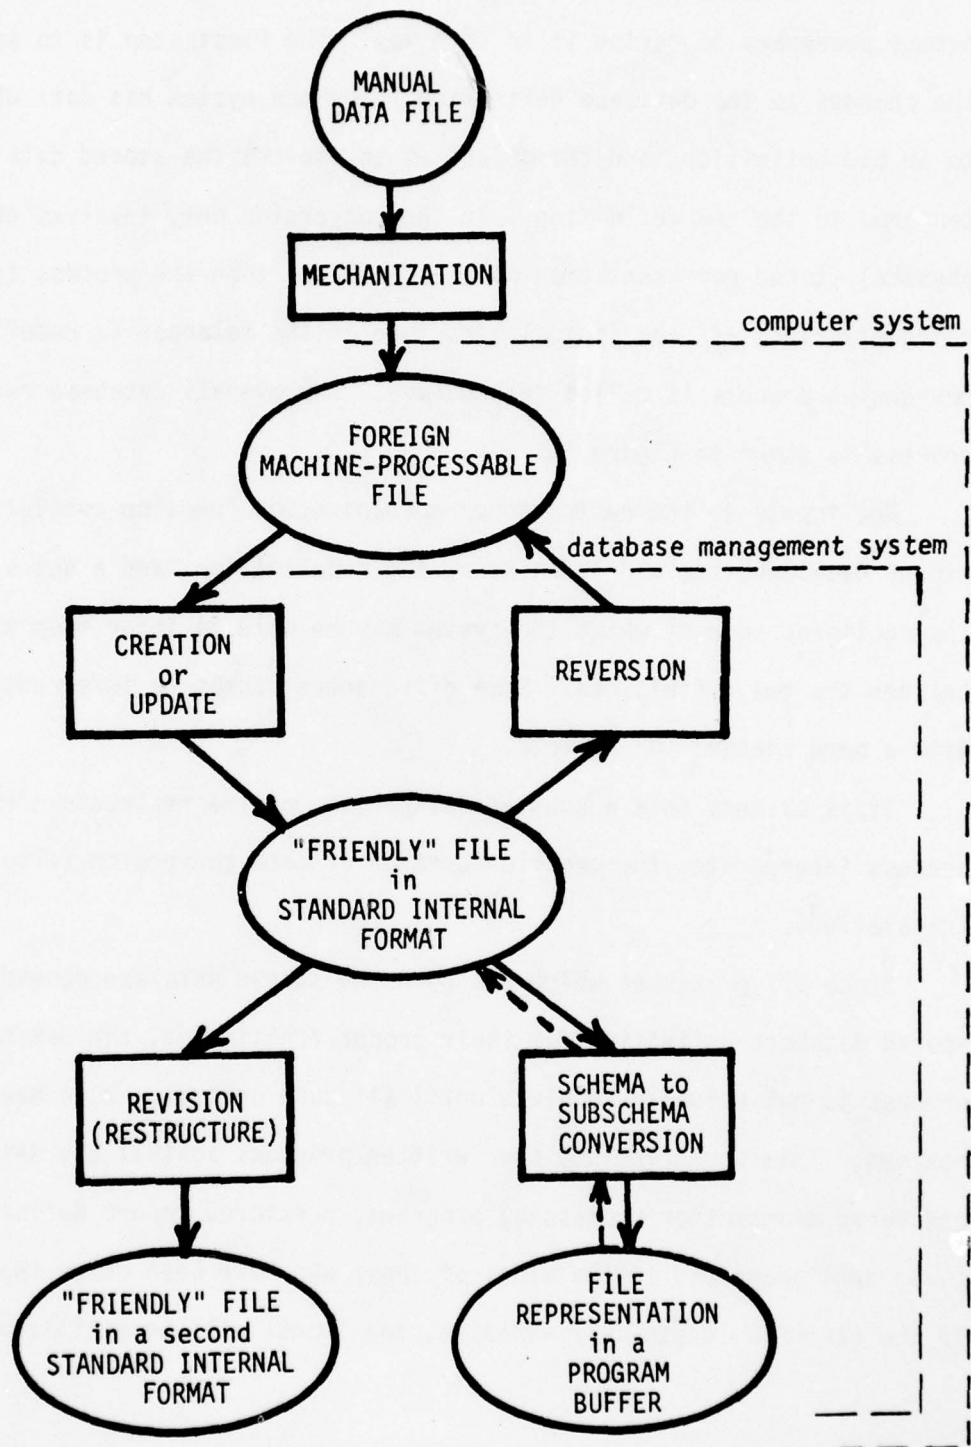 MANUAL
DATA FILE
MECHANIZATION
computer system
FOREIGN
MACHINE-PROCESSABLE
FILE
database management system
CREATION
or
UPDATE
REVERSION
"FRIENDLY" FILE
in
STANDARD INTERNAL
FORMAT
REVISION
(RESTRUCTURE)
SCHEMA to
SUBSCHEMA
CONVERSION
"FRIENDLY" FILE
in a second
STANDARD INTERNAL
FORMAT
FILE
REPRESENTATION
in a
PROGRAM
BUFFER